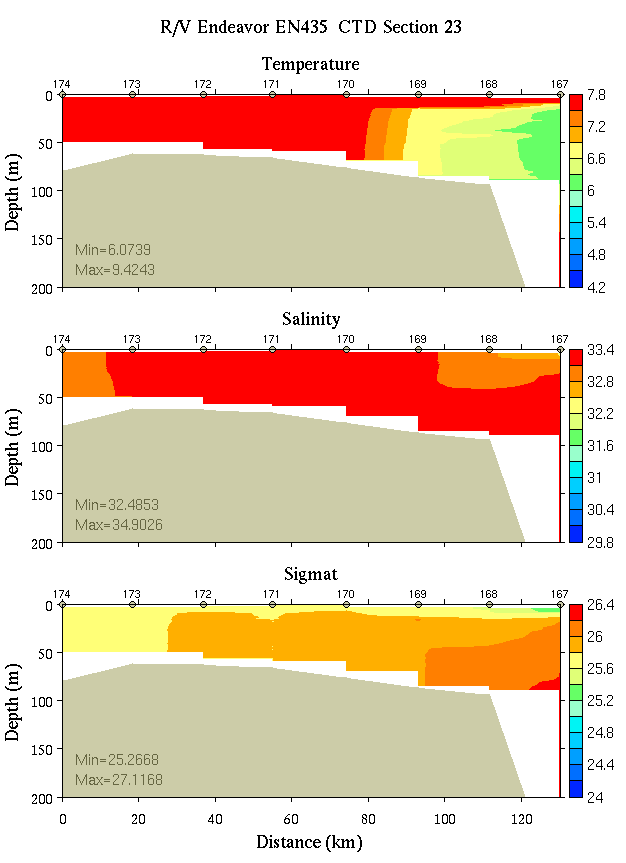 R/V Endeavor EN435 CTD Section 23
Temperature
174 173 172 171 170 169 168 167
0
50
100
150
200
Depth (m)
Min=6.0739
Max=9.4243
7.8
7.2
6.6
6
5.4
4.8
4.2
Salinity
174 173 172 171 170 169 168 167
0
50
100
150
200
Depth (m)
Min=32.4853
Max=34.9026
33.4
32.8
32.2
31.6
31
30.4
29.8
Sigmat
174 173 172 171 170 169 168 167
0
50
100
150
200
Depth (m)
Min=25.2668
Max=27.1168
26.4
26
25.6
25.2
24.8
24.4
24
0 20 40 60 80 100 120
Distance (km)